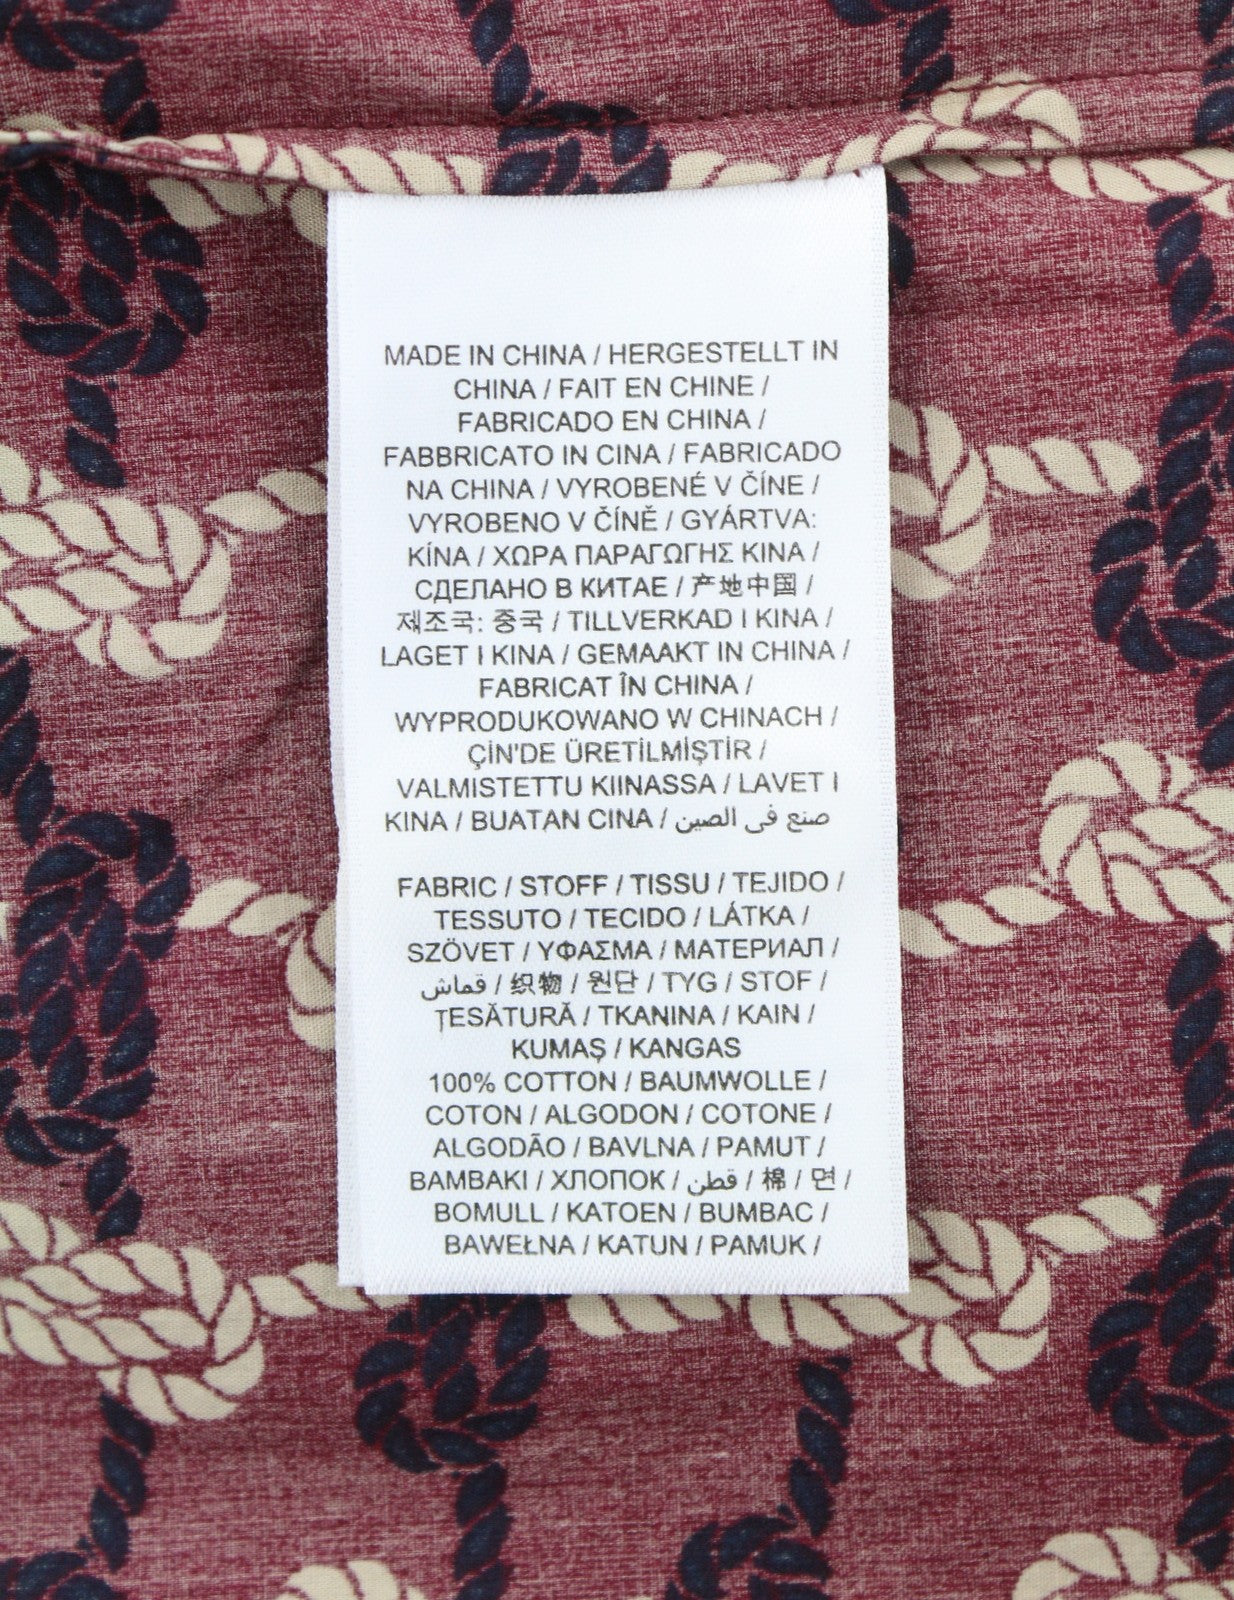 MADE IN CHINA / HERGESTELLT IN
CHINA / FAIT EN CHINE /
FABRICADO EN CHINA /
FABBRICATO IN CINA / FABRICADO
NA CHINA / VYROBENÉ V ČÍNE /
VYROBENO V ČÍNĚ / GYÁRTVA:
KÍNA / ΧΩΡΑ ΠΑΡΑΓΩΓΗΣ ΚΙΝΑ /
СДЕЛАНО В КИТАЕ / 产地中国 /
제조국: 중국 / TILLVERKAD I KINA /
LAGET I KINA / GEMAAKT IN CHINA /
FABRICAT ÎN CHINA /
WYPRODUKOWANO W CHINACH /
ÇİN'DE ÜRETİLMİŞTİR /
VALMISTETTU KIINASSA / LAVET I
KINA / BUATAN CINA / صنع في الصين
FABRIC / STOFF / TISSU / TEJIDO /
TESSUTO / TECIDO / LÁTKA /
SZÖVET / ΥΦΑΣΜΑ / МАТЕРИАЛ /
قماش / 织物 / 원단 / TYG / STOF /
ȚESĂTURĂ / TKANINA / KAIN /
KUMAŞ / KANGAS
100% COTTON / BAUMWOLLE /
COTON / ALGODON / COTONE /
ALGODÃO / BAVLNA / PAMUT /
BAMBAKI / ХЛОПОК / قطن / 棉 / 면 /
BOMULL / KATOEN / BUMBAC /
BAWEŁNA / KATUN / PAMUK /